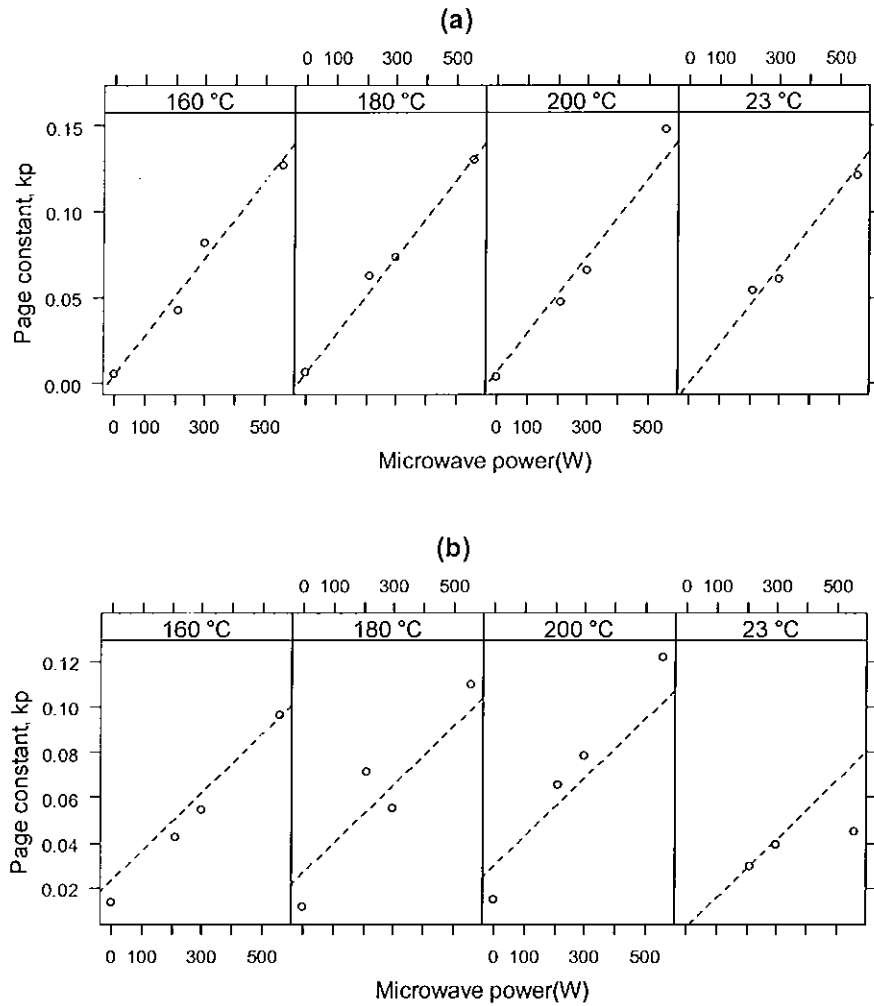 (a)
0 100 300 500 0 100 300 500
160 °C 180 °C 200 °C 23 °C
0.15
0.10
0.05
0.00
Page constant, kp
0 100 300 500 0 100 300 500
Microwave power(W)
(b)
0 100 300 500 0 100 300 500
160 °C 180 °C 200 °C 23 °C
0.12
0.10
0.08
0.06
0.04
0.02
Page constant, kp
0 100 300 500 0 100 300 500
Microwave power(W)